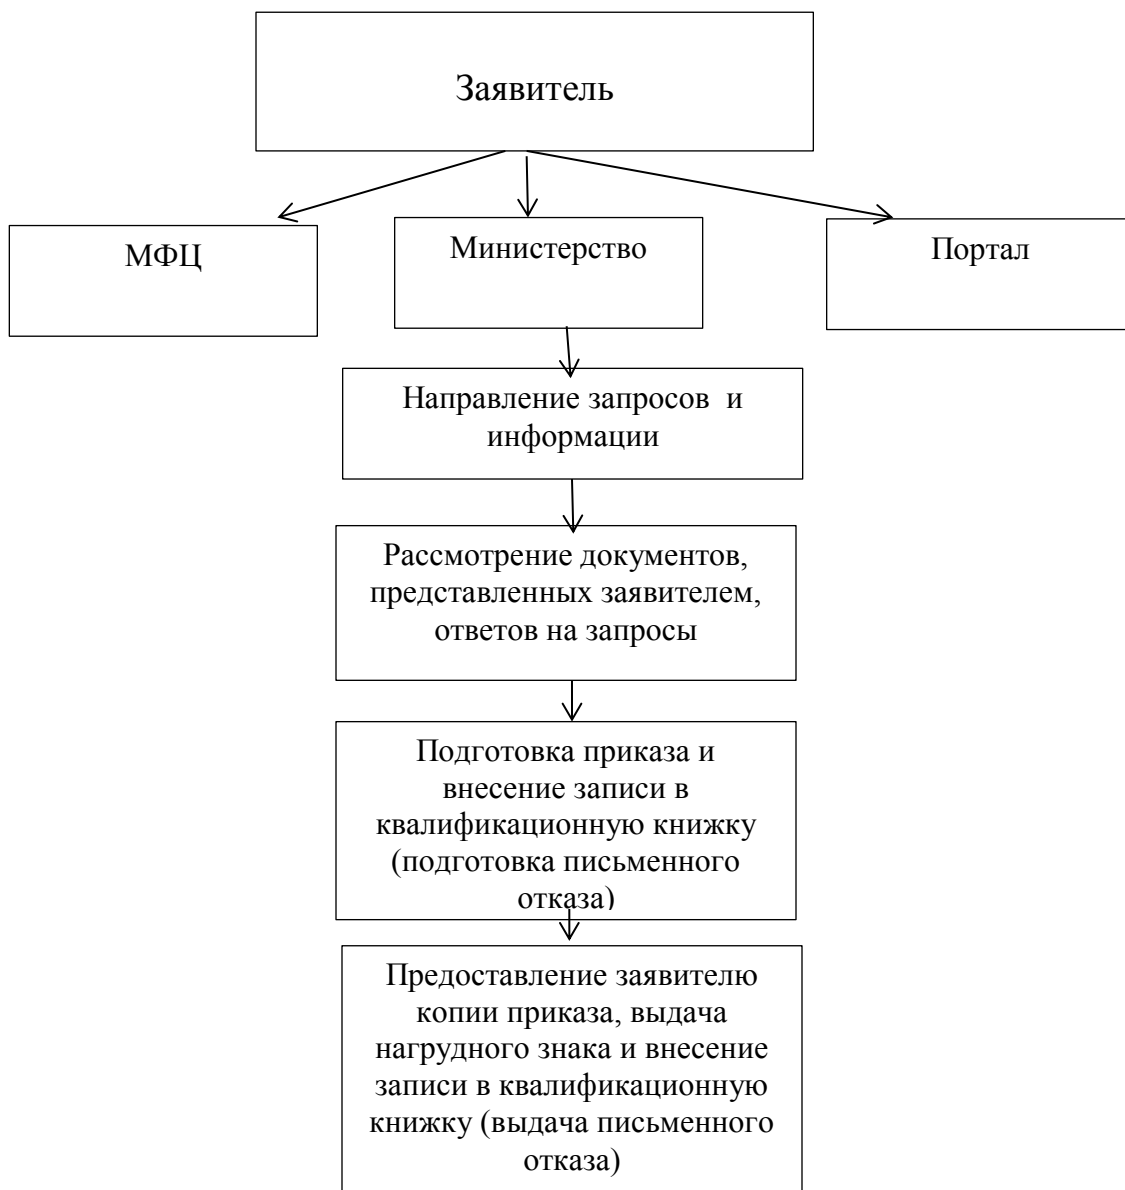 Заявитель
МФЦ
Министерство
Портал
Направление запросов  и
информации
Рассмотрение документов,
представленных заявителем,
ответов на запросы
Подготовка приказа и
внесение записи в
квалификационную книжку
(подготовка письменного
отказа)
Предоставление заявителю
копии приказа, выдача
нагрудного знака и внесение
записи в квалификационную
книжку (выдача письменного
отказа)